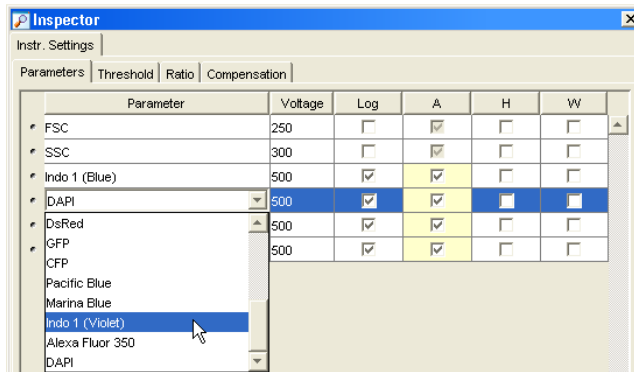 Inspector
Instr. Settings
Parameters Threshold Ratio Compensation
Parameter Voltage Log A H W
FSC 250
SSC 300
Indo 1 (Blue) 500
DAPI 500
DsRed 500
GFP 500
CFP
Pacific Blue
Marina Blue
Indo 1 (Violet)
Alexa Fluor 350
DAPI